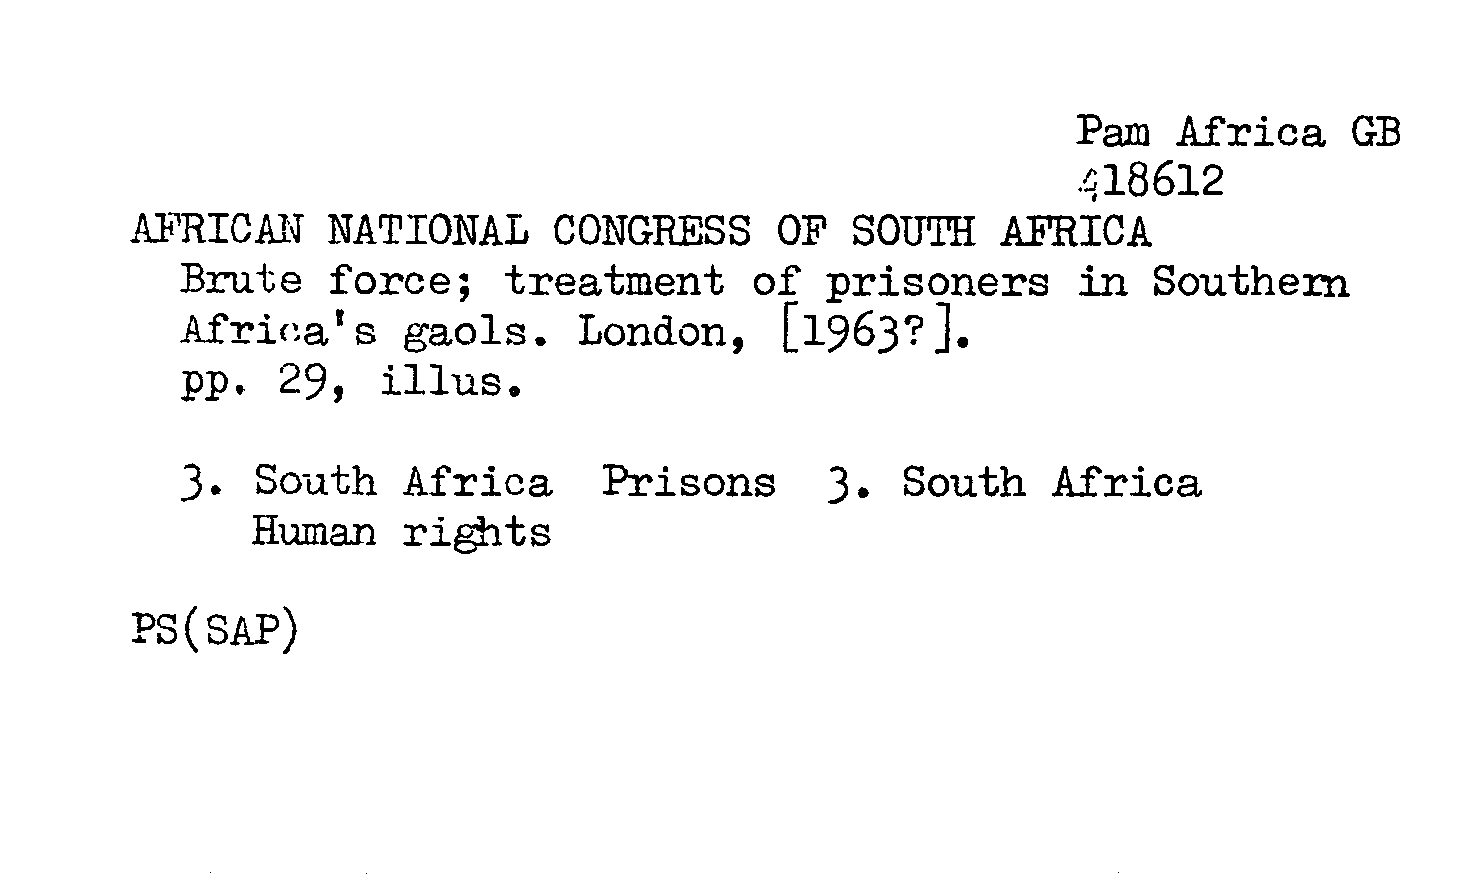 Pam Africa GB
18612
AFRICAN NATIONAL CONGRESS OF SOUTH AFRICA
Brute force; treatment of prisoners in Southern
Africa's gaols. London, [1963?].
pp. 29, illus.
3. South Africa Prisons 3. South Africa
Human rights
PS(SAP)